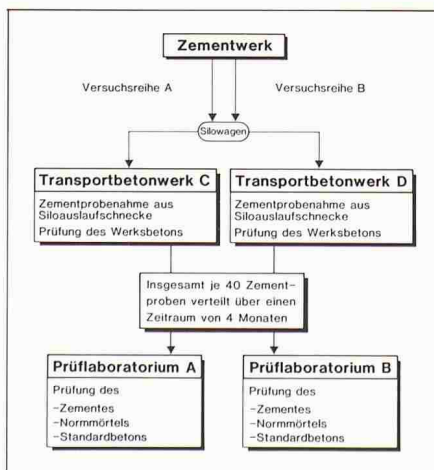 Zementwerk
Versuchsreihe A
Versuchsreihe B
Silowagen
Transportbetonwerk C
Zementprobenahme aus
Siloauslaufschnecke
Prüfung des Werksbetons
Transportbetonwerk D
Zementprobenahme aus
Siloauslaufschnecke
Prüfung des Werksbetons
Insgesamt je 40 Zement-
proben verteilt über einen
Zeitraum von 4 Monaten
Prüflaboratorium A
Prüfung des
-Zementes
-Normmörtels
-Standardbetons
Prüflaboratorium B
Prüfung des
-Zementes
-Normmörtels
-Standardbetons